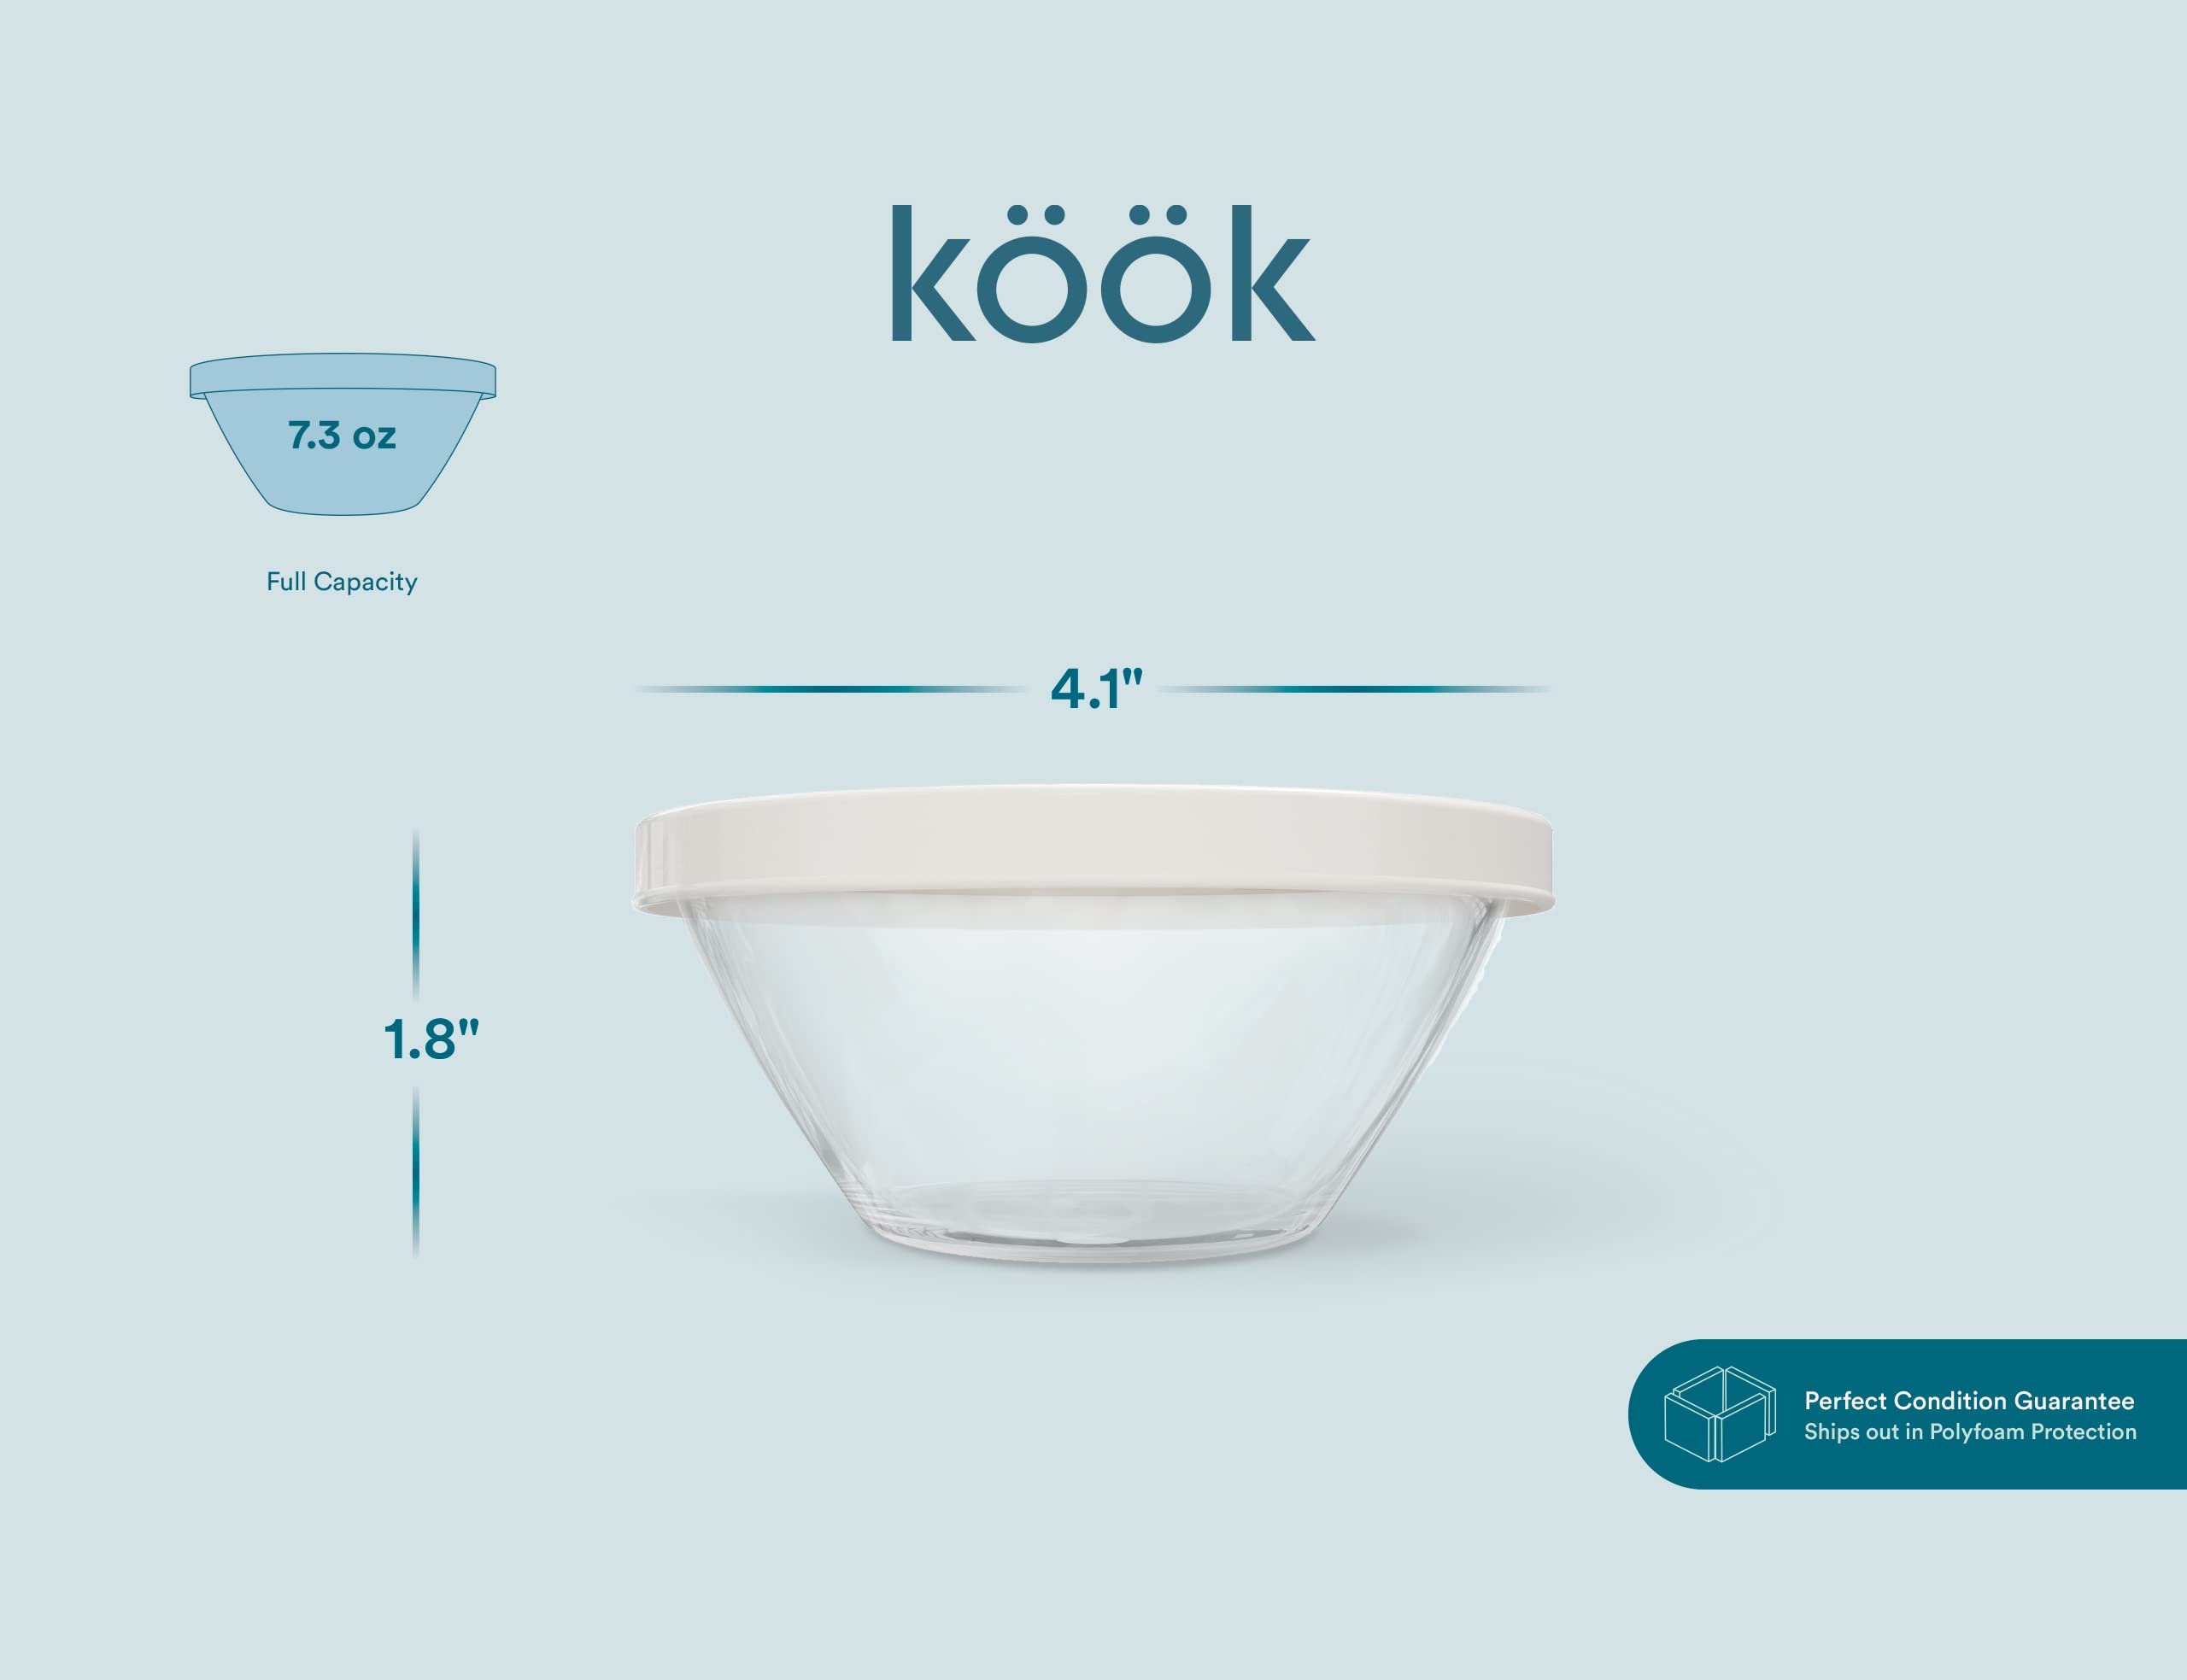 köök
7.3 oz
Full Capacity
4.1"
1.8"
Perfect Condition Guarantee
Ships out in Polyfoam Protection